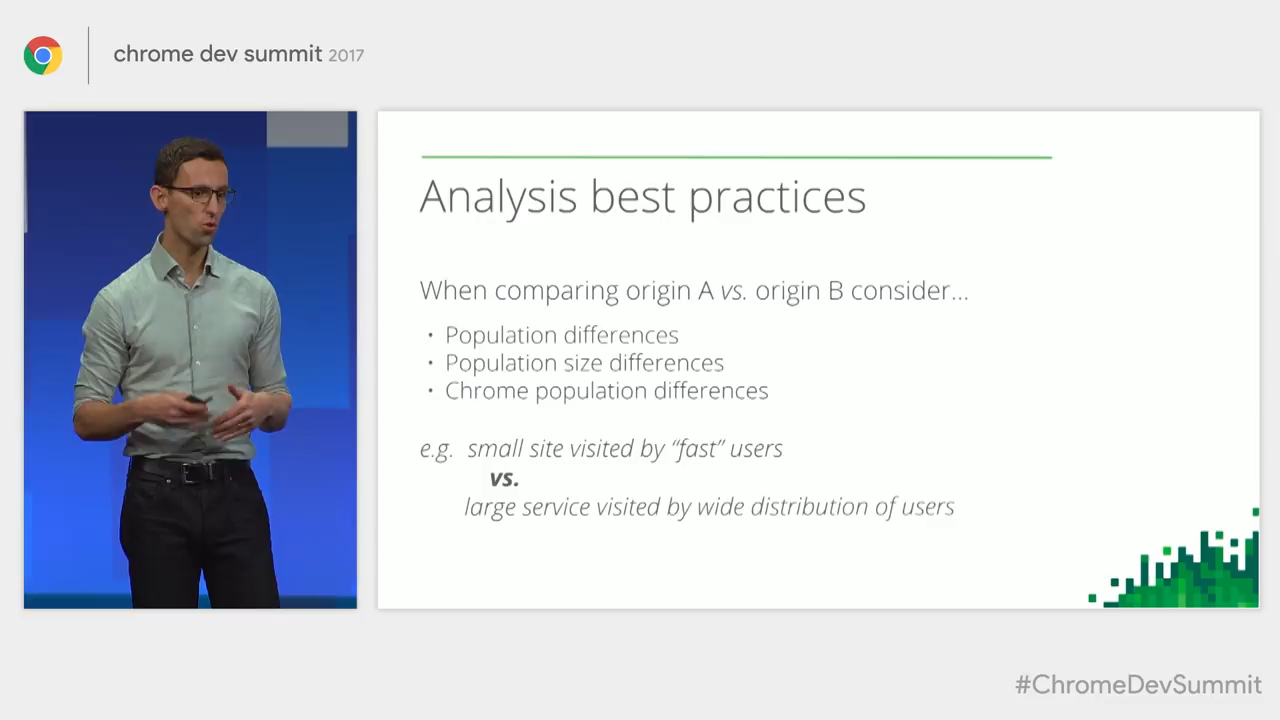 chrome dev summit 2017
Analysis best practices
When comparing origin A vs. origin B consider...
• Population differences
• Population size differences
• Chrome population differences
e.g. small site visited by “fast” users
vs.
large service visited by wide distribution of users
#ChromeDevSummit